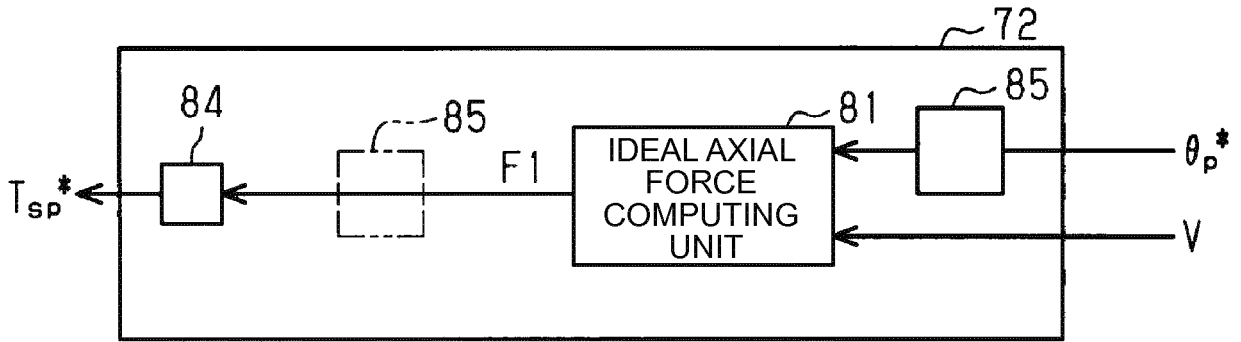 72
84
85
81
85
F1
IDEAL AXIAL
FORCE
COMPUTING
UNIT
θp*
Tsp*
V